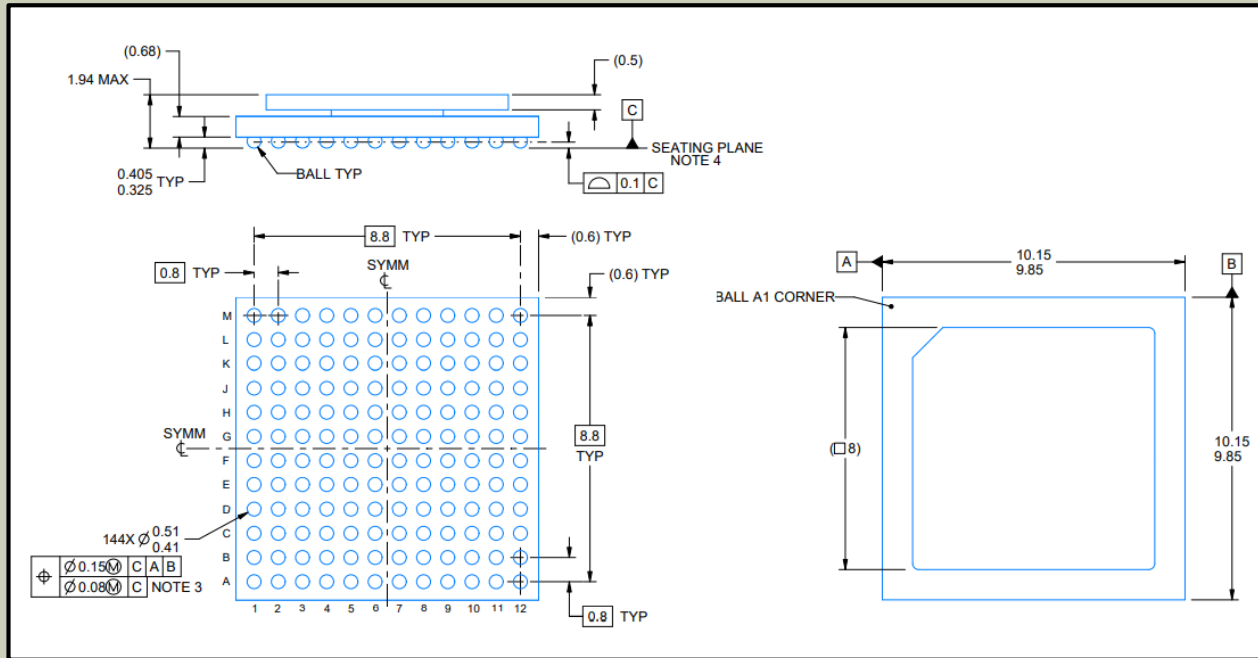 (0.68)
1.94 MAX
(0.5)
C
SEATING PLANE
NOTE 4
BALL TYP
0.405
0.325
TYP
⌓ 0.1 C
8.8 TYP
(0.6) TYP
0.8 TYP
SYMM
℄
(0.6) TYP
A
10.15
9.85
B
BALL A1 CORNER
M
L
K
J
H
G
F
E
D
C
B
A
SYMM
℄
8.8
TYP
(□8)
10.15
9.85
144X Ø 0.51
0.41
⌖ Ø0.15Ⓜ C A B
Ø0.08Ⓜ C NOTE 3
1 2 3 4 5 6 7 8 9 10 11 12
0.8 TYP